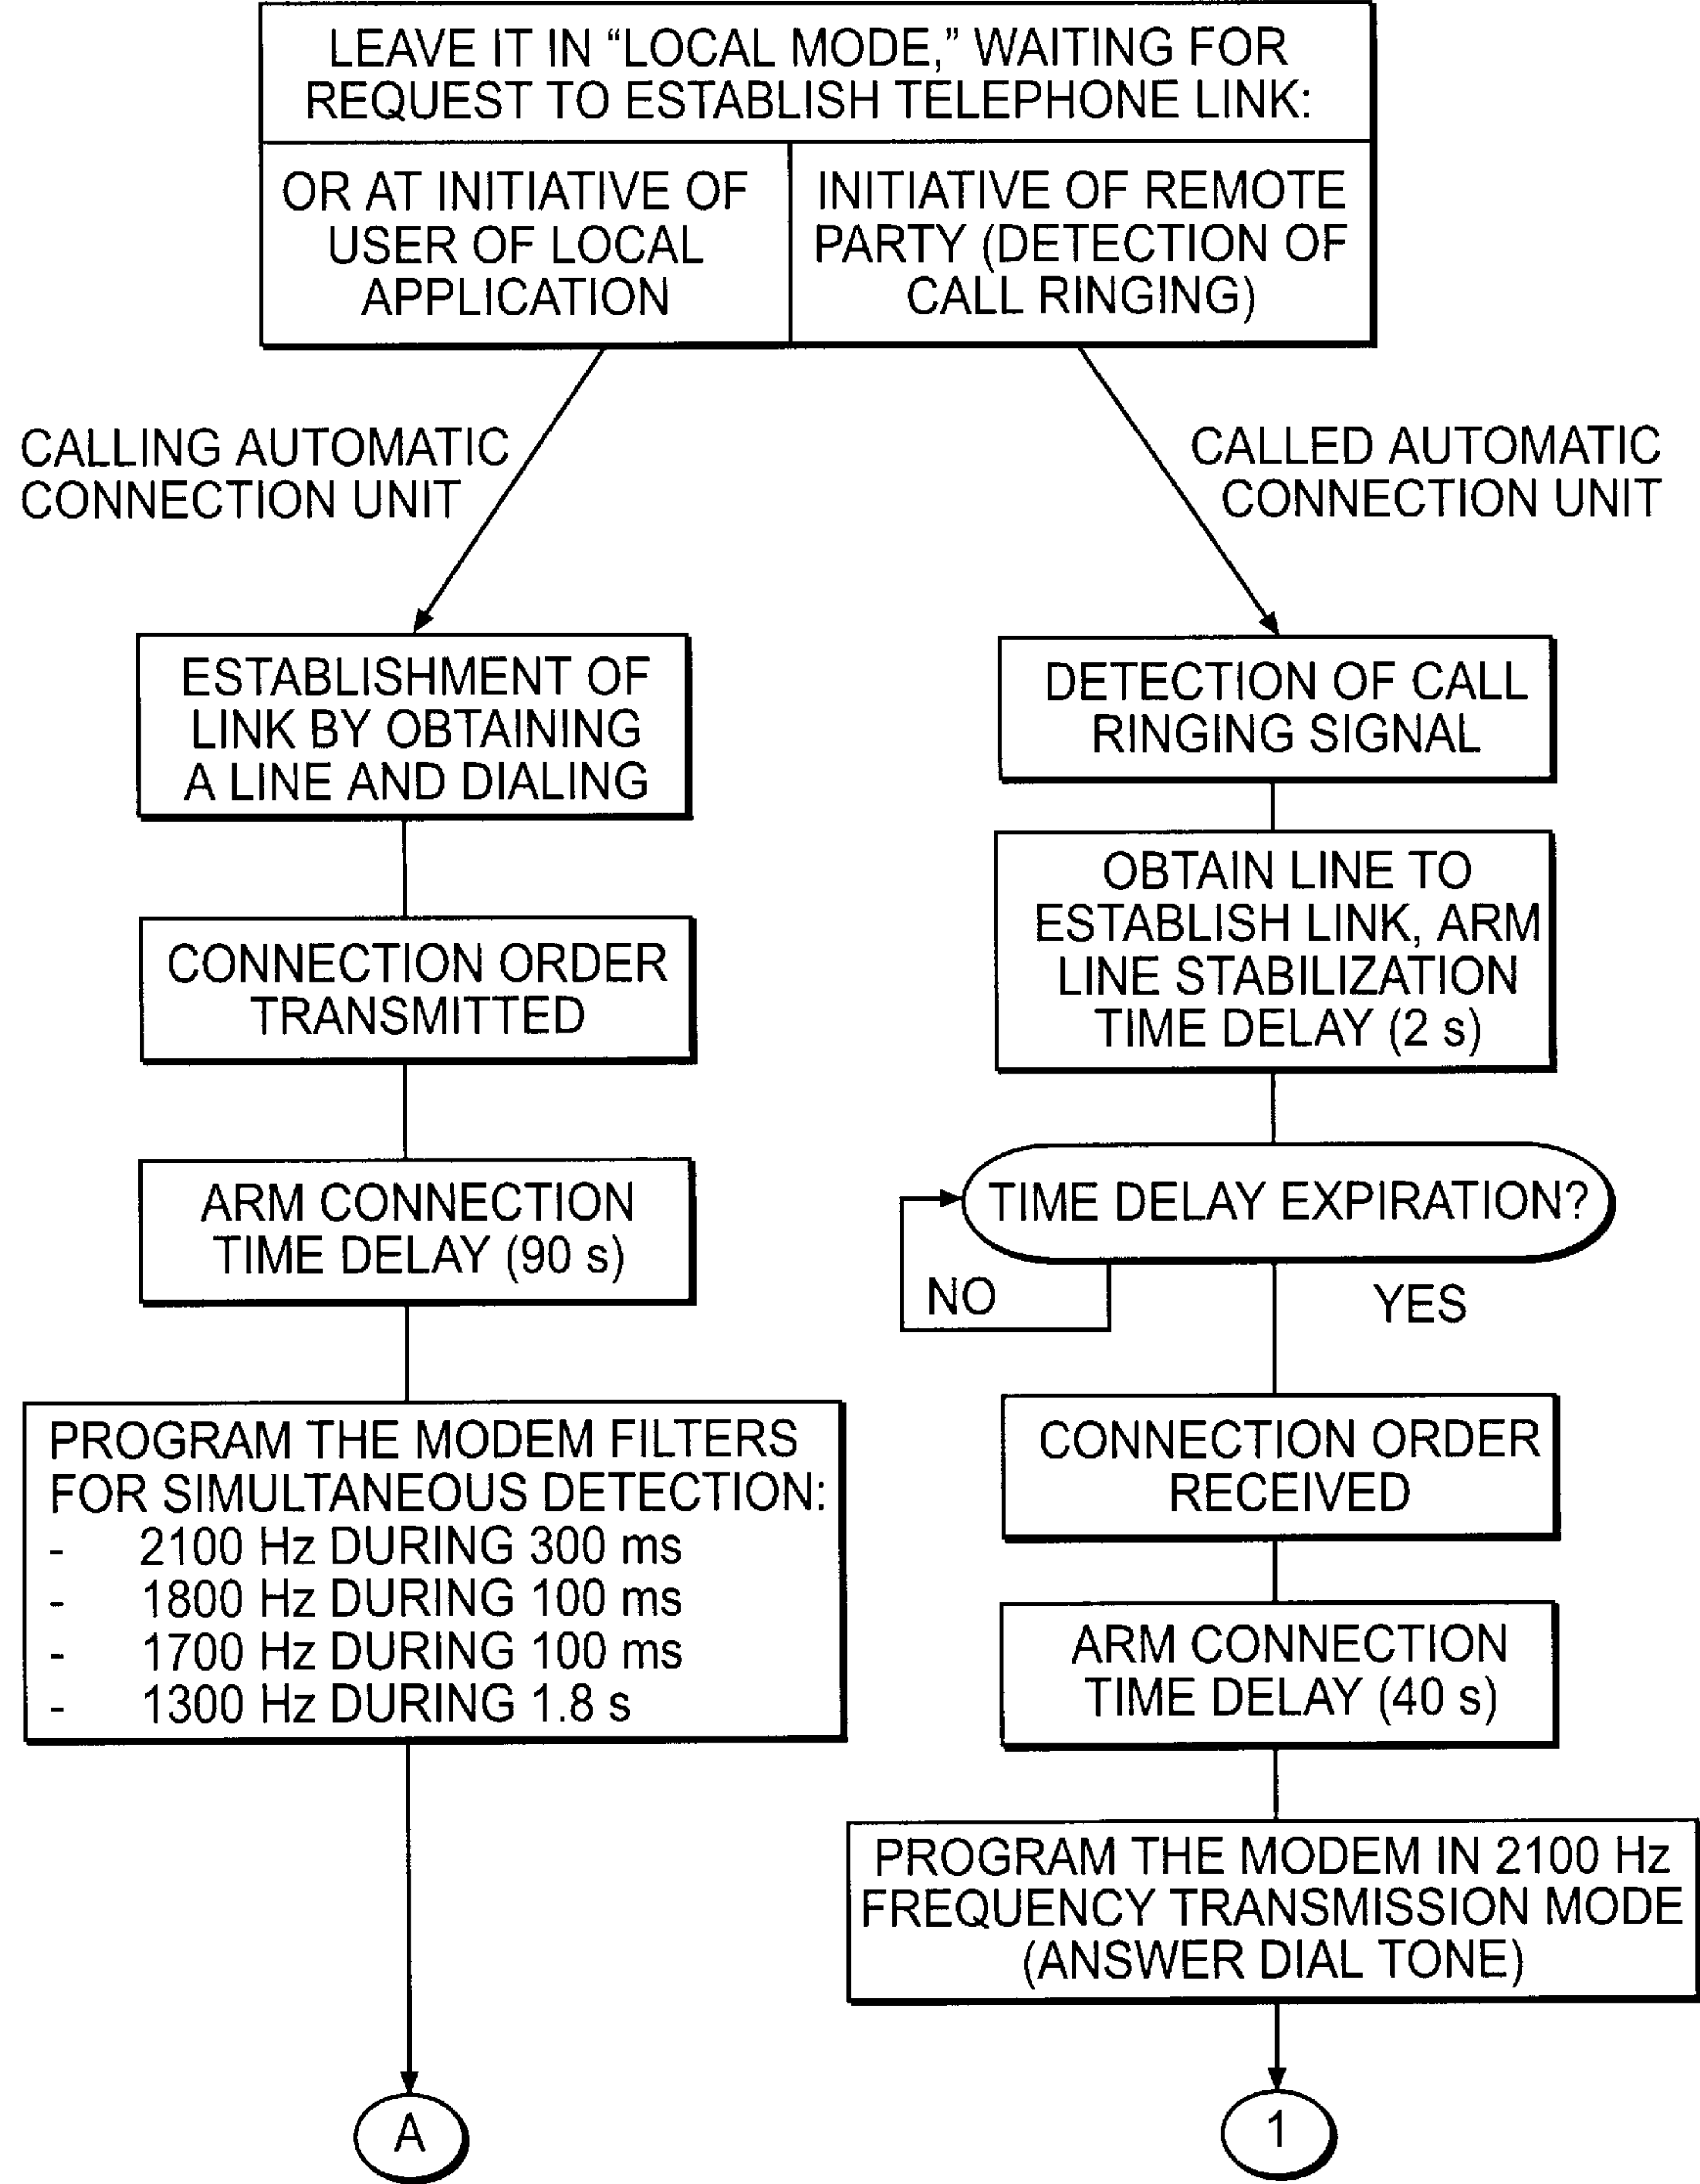 LEAVE IT IN “LOCAL MODE,” WAITING FOR
REQUEST TO ESTABLISH TELEPHONE LINK:
OR AT INITIATIVE OF
USER OF LOCAL
APPLICATION
INITIATIVE OF REMOTE
PARTY (DETECTION OF
CALL RINGING)
CALLING AUTOMATIC
CONNECTION UNIT
CALLED AUTOMATIC
CONNECTION UNIT
ESTABLISHMENT OF
LINK BY OBTAINING
A LINE AND DIALING
CONNECTION ORDER
TRANSMITTED
ARM CONNECTION
TIME DELAY (90 s)
PROGRAM THE MODEM FILTERS
FOR SIMULTANEOUS DETECTION:
- 2100 Hz DURING 300 ms
- 1800 Hz DURING 100 ms
- 1700 Hz DURING 100 ms
- 1300 Hz DURING 1.8 s
A
DETECTION OF CALL
RINGING SIGNAL
OBTAIN LINE TO
ESTABLISH LINK, ARM
LINE STABILIZATION
TIME DELAY (2 s)
TIME DELAY EXPIRATION?
NO
YES
CONNECTION ORDER
RECEIVED
ARM CONNECTION
TIME DELAY (40 s)
PROGRAM THE MODEM IN 2100 Hz
FREQUENCY TRANSMISSION MODE
(ANSWER DIAL TONE)
1